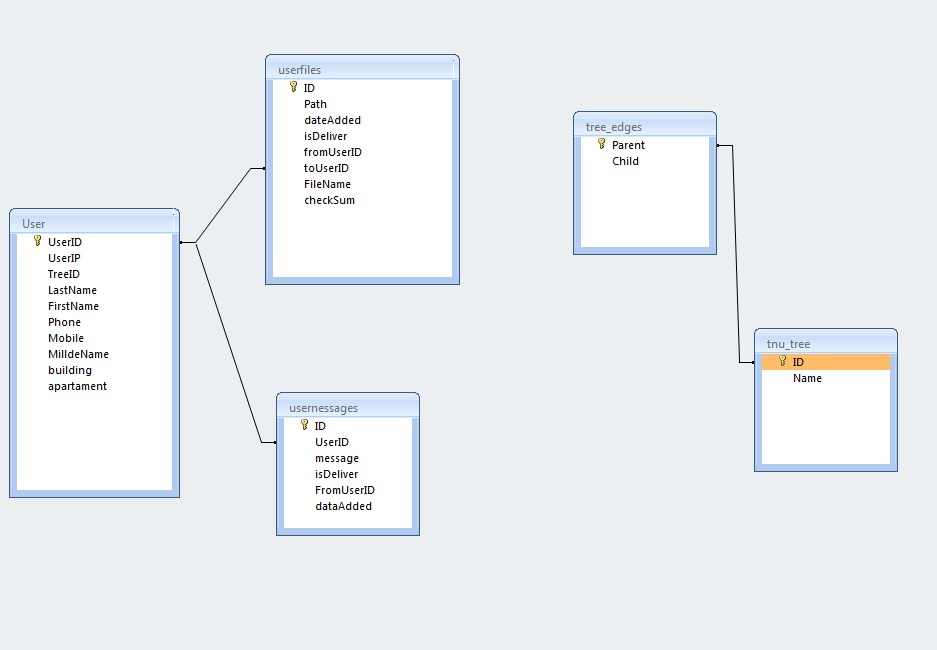 userfiles
ID
Path
dateAdded
isDeliver
fromUserID
toUserID
FileName
checkSum
tree_edges
Parent
Child
User
UserID
UserIP
TreeID
LastName
FirstName
Phone
Mobile
MilldeName
building
apartament
tnu_tree
ID
Name
usernessages
ID
UserID
message
isDeliver
FromUserID
dataAdded